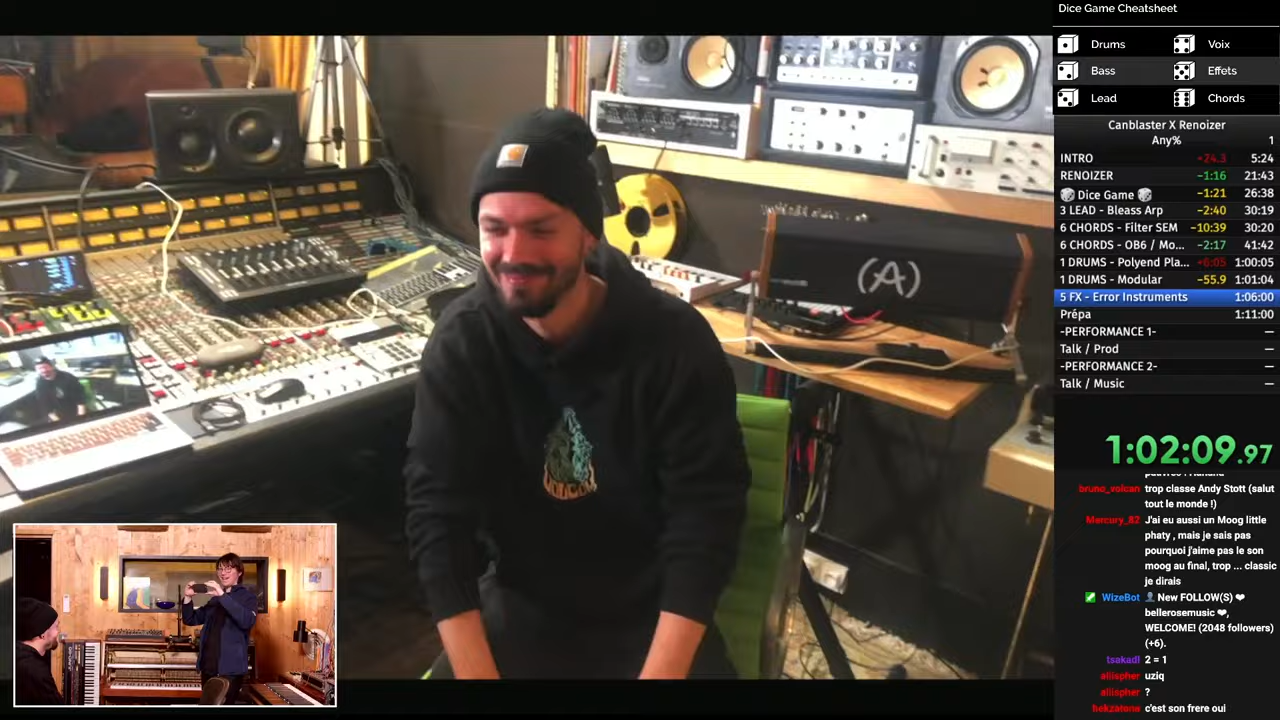 Dice Game Cheatsheet
Drums Voix
Bass Effets
Lead Chords
Canblaster X Renoizer
Any% 1
INTRO +24.3 5:24
RENOIZER −1:16 21:43
🎲 Dice Game 🎲 −1:21 26:38
3 LEAD - Bleass Arp −2:40 30:19
6 CHORDS - Filter SEM −10:39 30:20
6 CHORDS - OB6 / Mo... −2:17 41:42
1 DRUMS - Polyend Pla... +6:05 1:00:05
1 DRUMS - Modular −55.9 1:01:04
5 FX - Error Instruments 1:06:00
Prépa 1:11:00
-PERFORMANCE 1- —
Talk / Prod —
-PERFORMANCE 2- —
Talk / Music —
1:02:09.97
bruno_volcan trop classe Andy Stott (salut
tout le monde !)
Mercury_82 J'ai eu aussi un Moog little
phaty , mais je sais pas
pourquoi j'aime pas le son
moog au final, trop ... classic
je dirais
WizeBot 👤 New FOLLOW(S) ❤
bellerosemusic ❤,
WELCOME! (2048 followers)
(+6).
tsakadi 2 = 1
aliispher uziq
aliispher ?
hekzatona c'est son frere oui
(A)